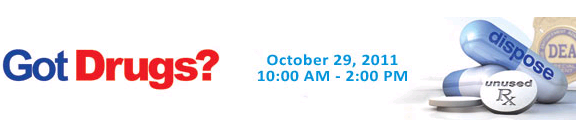 Got Drugs?
October 29, 2011
10:00 AM - 2:00 PM
dispose
DEA
unused
Rx